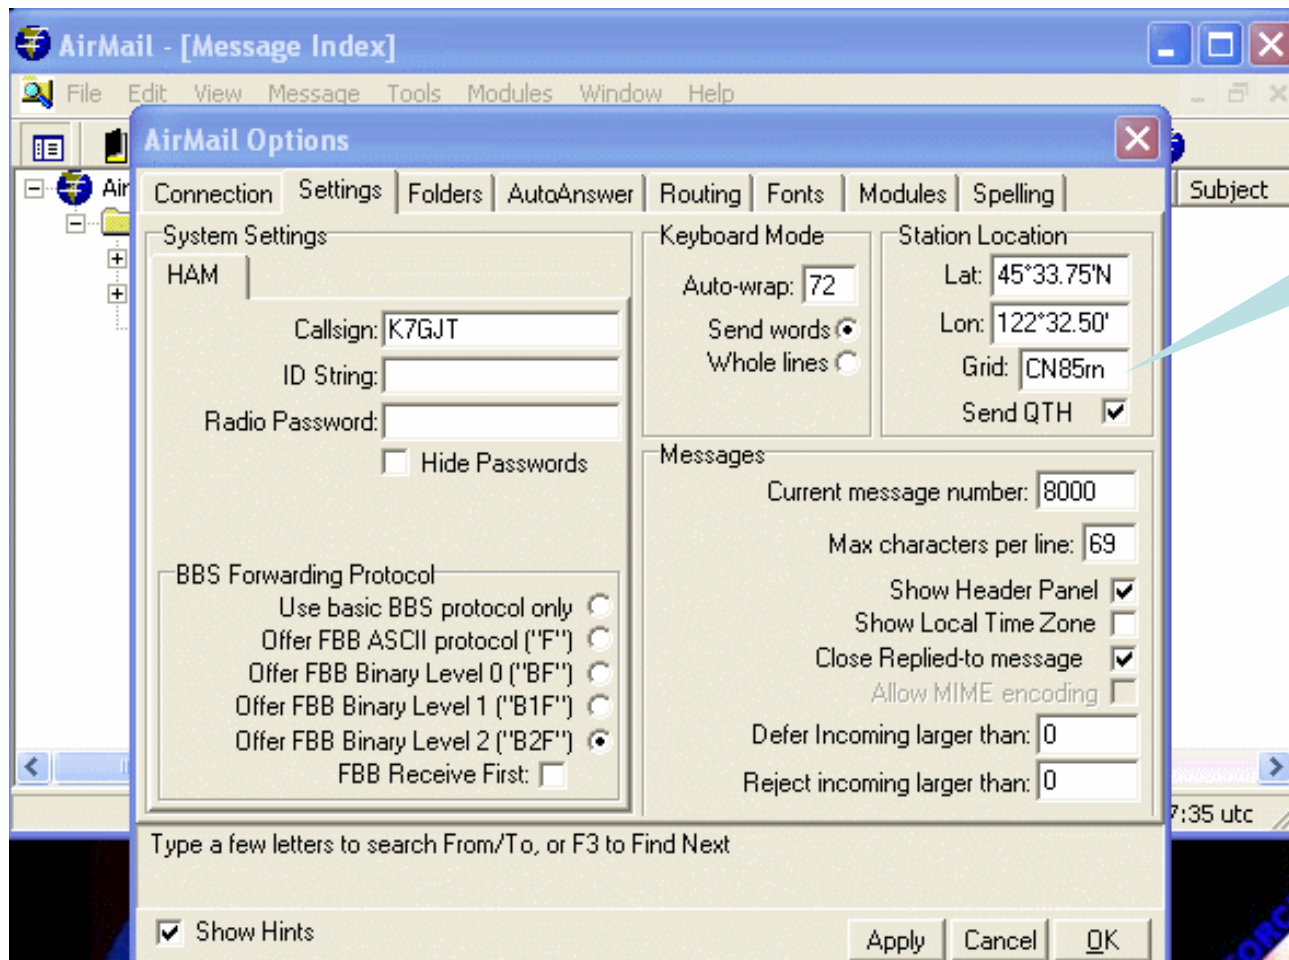 AirMail - [Message Index]
File Edit View Message Tools Modules Window Help
AirMail Options
Air
Subject
Connection Settings Folders AutoAnswer Routing Fonts Modules Spelling
System Settings
HAM
Callsign: K7GJT
ID String:
Radio Password:
Hide Passwords
BBS Forwarding Protocol
Use basic BBS protocol only
Offer FBB ASCII protocol ("F")
Offer FBB Binary Level 0 ("BF")
Offer FBB Binary Level 1 ("B1F")
Offer FBB Binary Level 2 ("B2F")
FBB Receive First:
Keyboard Mode
Auto-wrap: 72
Send words
Whole lines
Station Location
Lat: 45°33.75'N
Lon: 122°32.50'
Grid: CN85rn
Send QTH
Messages
Current message number: 8000
Max characters per line: 69
Show Header Panel
Show Local Time Zone
Close Replied-to message
Allow MIME encoding
Defer Incoming larger than: 0
Reject incoming larger than: 0
7:35 utc
Type a few letters to search From/To, or F3 to Find Next
Show Hints
Apply Cancel OK